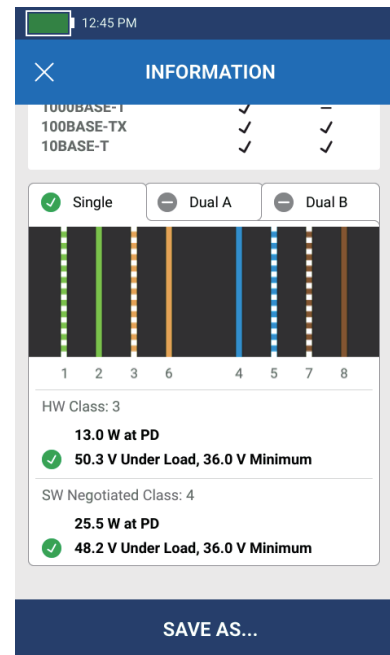 12:45 PM
INFORMATION
1000BASE-T ✓ –
100BASE-TX ✓ ✓
10BASE-T ✓ ✓
Single Dual A Dual B
1 2 3 6 4 5 7 8
HW Class: 3
13.0 W at PD
50.3 V Under Load, 36.0 V Minimum
SW Negotiated Class: 4
25.5 W at PD
48.2 V Under Load, 36.0 V Minimum
SAVE AS...